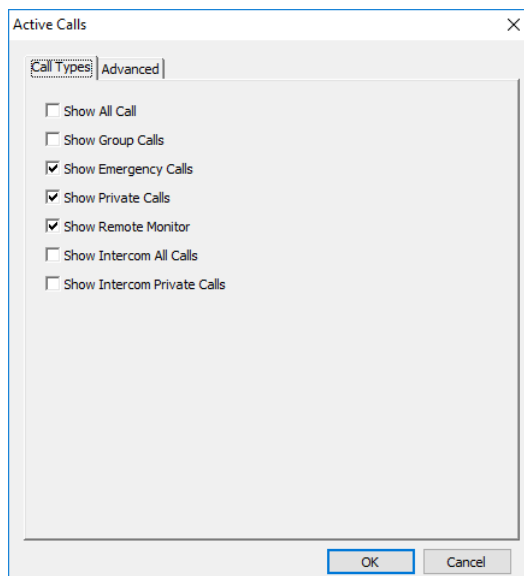 Active Calls
Call Types Advanced
Show All Call
Show Group Calls
Show Emergency Calls
Show Private Calls
Show Remote Monitor
Show Intercom All Calls
Show Intercom Private Calls
OK Cancel